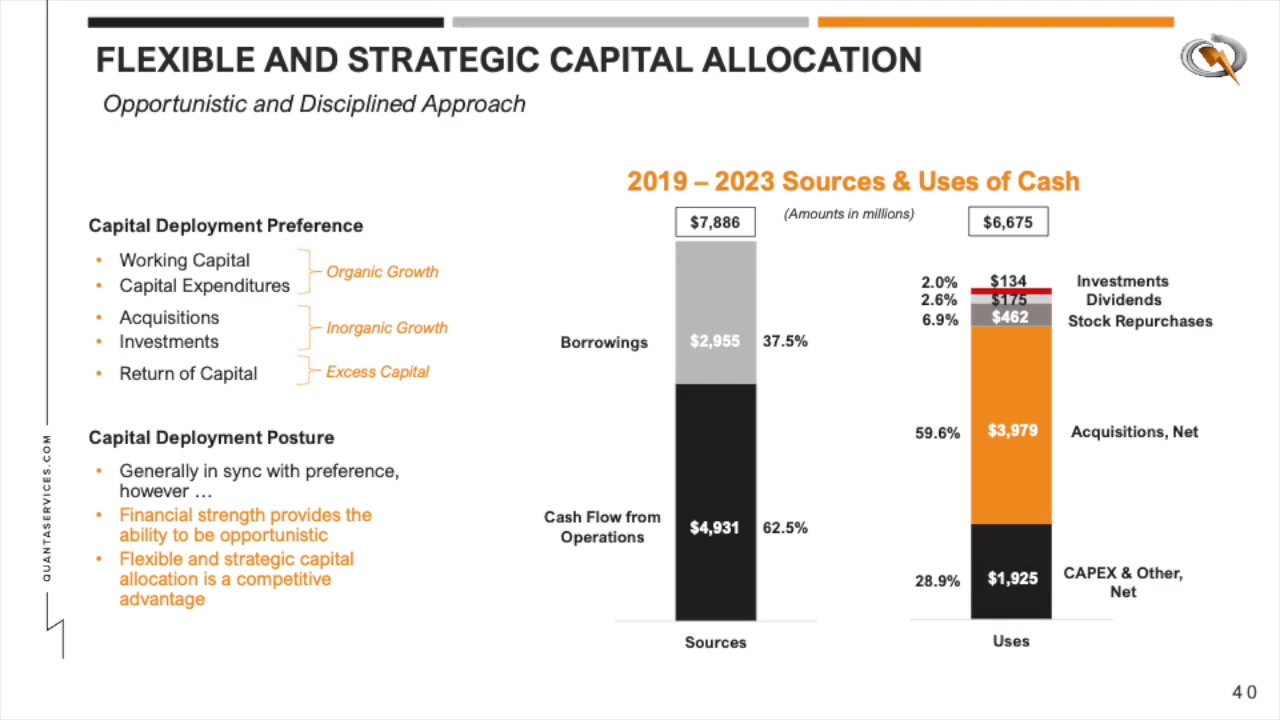 FLEXIBLE AND STRATEGIC CAPITAL ALLOCATION
Opportunistic and Disciplined Approach
Capital Deployment Preference
• Working Capital
• Capital Expenditures
Organic Growth
• Acquisitions
• Investments
Inorganic Growth
• Return of Capital
Excess Capital
Capital Deployment Posture
• Generally in sync with preference,
however …
• Financial strength provides the
ability to be opportunistic
• Flexible and strategic capital
allocation is a competitive
advantage
QUANTASERVICES.COM
2019 – 2023 Sources & Uses of Cash
(Amounts in millions)
$7,886
Borrowings
$2,955
37.5%
Cash Flow from
Operations
$4,931
62.5%
Sources
$6,675
2.0%
$134
Investments
2.6%
$175
Dividends
6.9%
$462
Stock Repurchases
59.6%
$3,979
Acquisitions, Net
28.9%
$1,925
CAPEX & Other,
Net
Uses
40